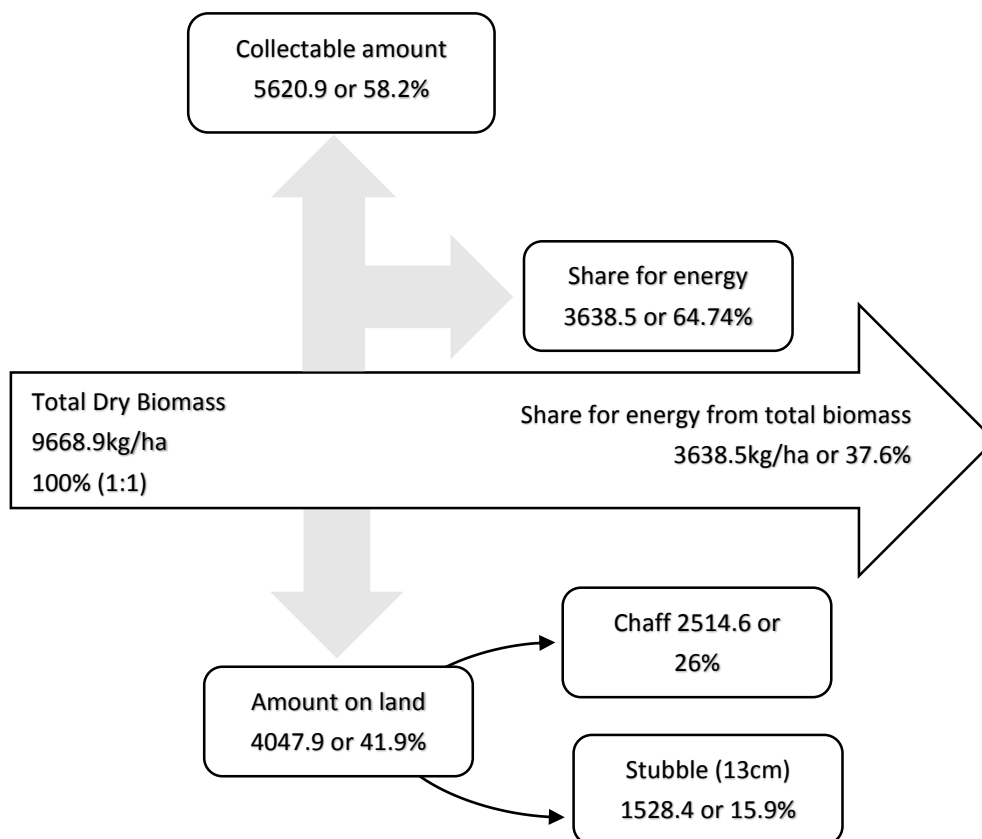 Collectable amount
5620.9 or 58.2%
Share for energy
3638.5 or 64.74%
Total Dry Biomass
9668.9kg/ha
100% (1:1)
Share for energy from total biomass
3638.5kg/ha or 37.6%
Chaff 2514.6 or
26%
Amount on land
4047.9 or 41.9%
Stubble (13cm)
1528.4 or 15.9%